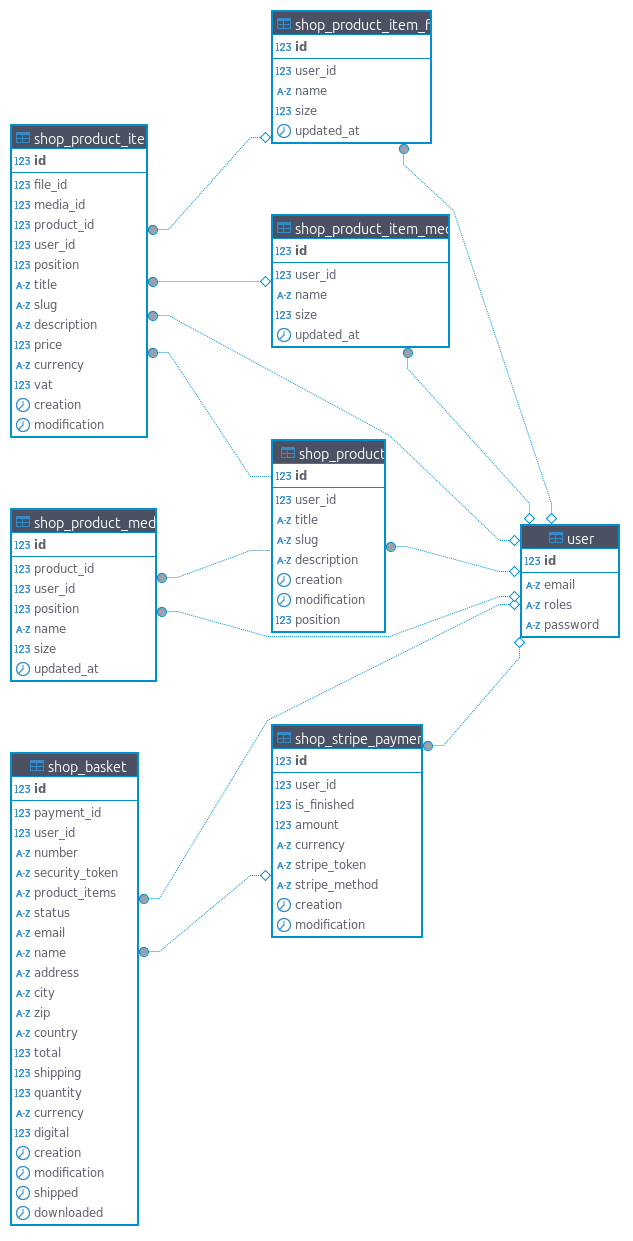 shop_product_item_f
123 id
123 user_id
A-Z name
123 size
updated_at
shop_product_ite
123 id
123 file_id
123 media_id
123 product_id
123 user_id
123 position
A-Z title
A-Z slug
A-Z description
123 price
A-Z currency
123 vat
creation
modification
shop_product_item_med
123 id
123 user_id
A-Z name
123 size
updated_at
shop_product
123 id
123 user_id
A-Z title
A-Z slug
A-Z description
creation
modification
123 position
shop_product_med
123 id
123 product_id
123 user_id
123 position
A-Z name
123 size
updated_at
user
123 id
A-Z email
A-Z roles
A-Z password
shop_stripe_paymen
123 id
123 user_id
123 is_finished
123 amount
A-Z currency
A-Z stripe_token
A-Z stripe_method
creation
modification
shop_basket
123 id
123 payment_id
123 user_id
A-Z number
A-Z security_token
A-Z product_items
A-Z status
A-Z email
A-Z name
A-Z address
A-Z city
A-Z zip
A-Z country
123 total
123 shipping
123 quantity
A-Z currency
123 digital
creation
modification
shipped
downloaded